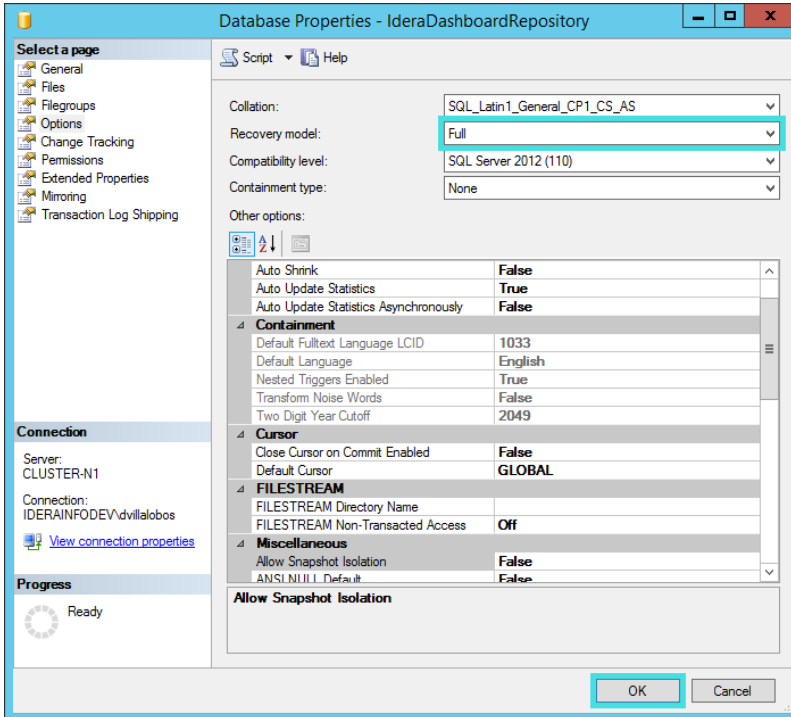 Database Properties - IderaDashboardRepository
Select a page
General
Files
Filegroups
Options
Change Tracking
Permissions
Extended Properties
Mirroring
Transaction Log Shipping
Connection
Server:
CLUSTER-N1
Connection:
IDERAINFODEV\dvillalobos
View connection properties
Progress
Ready
Script Help
Collation: SQL_Latin1_General_CP1_CS_AS
Recovery model: Full
Compatibility level: SQL Server 2012 (110)
Containment type: None
Other options:
Auto Shrink False
Auto Update Statistics True
Auto Update Statistics Asynchronously False
Containment
Default Fulltext Language LCID 1033
Default Language English
Nested Triggers Enabled True
Transform Noise Words False
Two Digit Year Cutoff 2049
Cursor
Close Cursor on Commit Enabled False
Default Cursor GLOBAL
FILESTREAM
FILESTREAM Directory Name
FILESTREAM Non-Transacted Access Off
Miscellaneous
Allow Snapshot Isolation False
ANSI NULL Default False
Allow Snapshot Isolation
OK Cancel